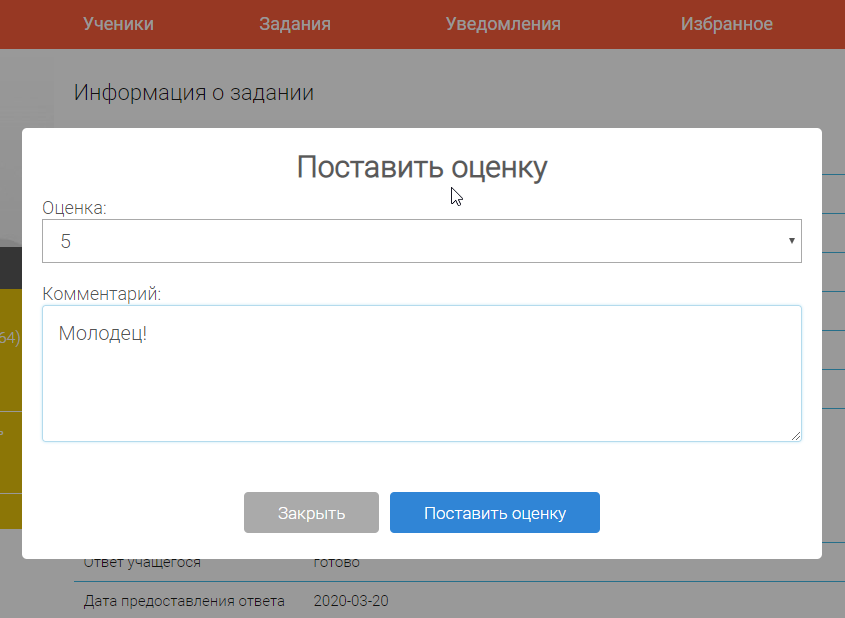 Ученики Задания Уведомления Избранное
Информация о задании
Поставить оценку
Оценка:
5
Комментарий:
64)
Молодец!
Закрыть Поставить оценку
Ответ учащегося готово
Дата предоставления ответа 2020-03-20